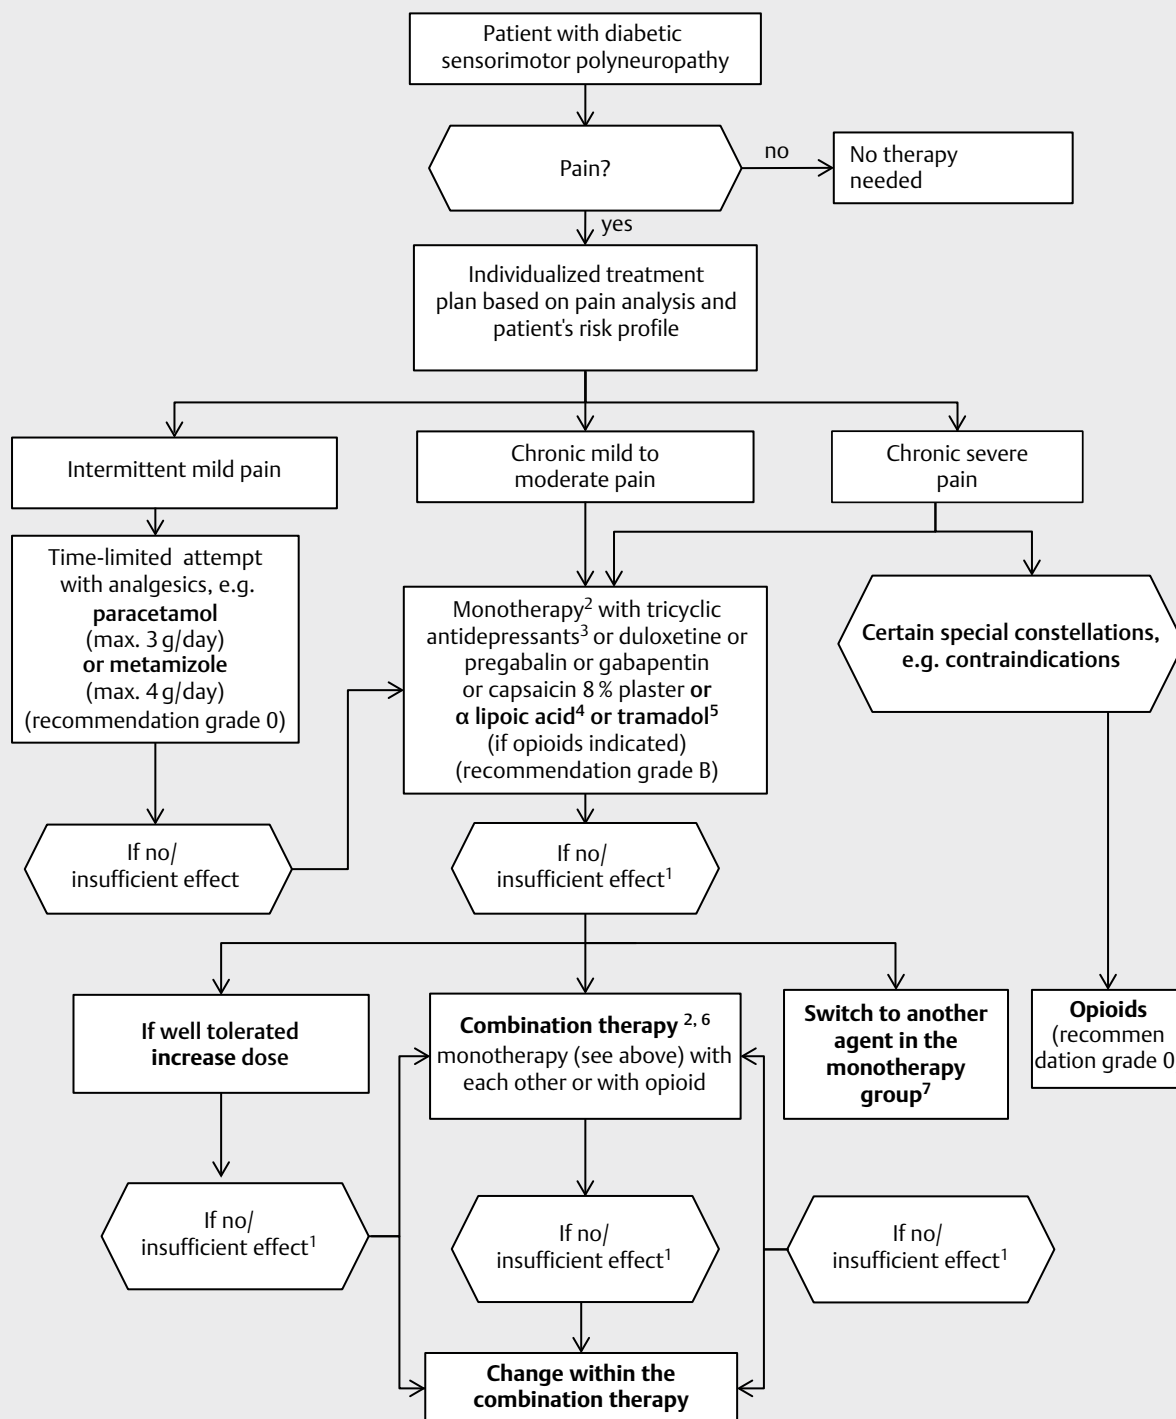 Patient with diabetic
sensorimotor polyneuropathy
Pain?
no
No therapy
needed
yes
Individualized treatment
plan based on pain analysis and
patient's risk profile
Intermittent mild pain
Chronic mild to
moderate pain
Chronic severe
pain
Time-limited attempt
with analgesics, e.g.
paracetamol
(max. 3 g/day)
or metamizole
(max. 4 g/day)
(recommendation grade 0)
Monotherapy² with tricyclic
antidepressants³ or duloxetine or
pregabalin or gabapentin
or capsaicin 8 % plaster or
α lipoic acid⁴ or tramadol⁵
(if opioids indicated)
(recommendation grade B)
Certain special constellations,
e.g. contraindications
If no/
insufficient effect
If no/
insufficient effect¹
If well tolerated
increase dose
Combination therapy ²,⁶
monotherapy (see above) with
each other or with opioid
Switch to another
agent in the
monotherapy
group⁷
Opioids
(recommen
dation grade 0
If no/
insufficient effect¹
If no/
insufficient effect¹
If no/
insufficient effect¹
Change within the
combination therapy